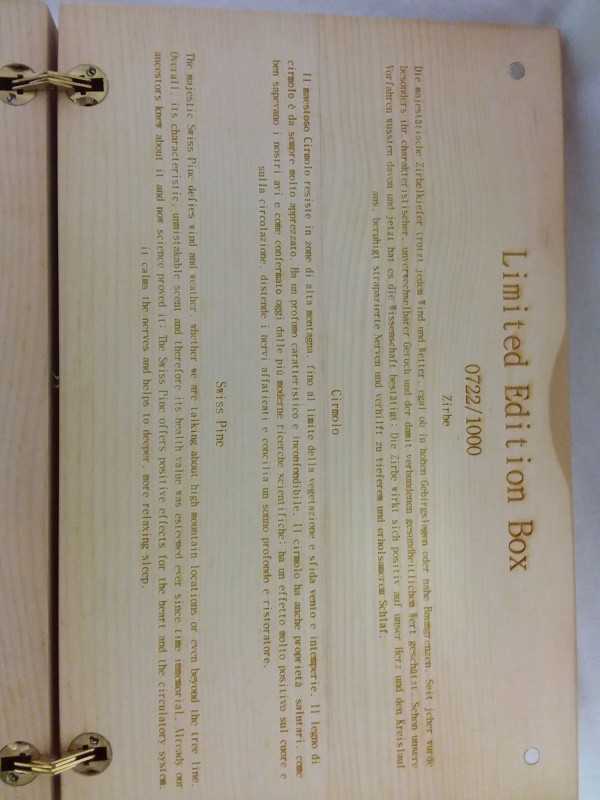 Limited Edition Box
0722/1000
Zirbe
Die majestätische Zirbelkiefer trotzt jedem Wind und Wetter, egal ob in hohen Gebirgslagen oder nahe Baumgrenzen. Seit jeher wurde
besonders ihr charakteristischer, unverwechselbarer Geruch und der damit verbundenen gesundheitlichem Wert geschätzt. Schon unsere
Vorfahren wussten davon und jetzt hat es die Wissenschaft bestätigt: Die Zirbe wirkt sich positiv auf unser Herz und den Kreislauf
aus, beruhigt strapazierte Nerven und verhilft zu tieferem und erholsamerem Schlaf.
Cirmolo
Il maestoso Cirmolo resiste in zone di alta montagna, fino al limite della vegetazione e sfida vento e intemperie. Il legno di
cirmolo è da sempre molto apprezzato. Ha un profumo caratteristico e inconfondibile. Il cirmolo ha anche proprietà salutari, come
ben sapevano i nostri avi e come confermato oggi dalle più moderne ricerche scientifiche: ha un effetto molto positivo sul cuore e
sulla circolazione, distende i nervi affaticati e concilia un sonno profondo e ristoratore.
Swiss Pine
The majestic Swiss Pine defies wind and weather, whether we are talking about high mountain locations or even beyond the tree line.
Overall, its characteristic, unmistakable scent and therefore its health value was esteemed ever since time immemorial. Already our
ancestors knew about it and now science proved it: The Swiss Pine offers positive effects for the heart and the circulatory system,
it calms the nerves and helps to deeper, more relaxing sleep.